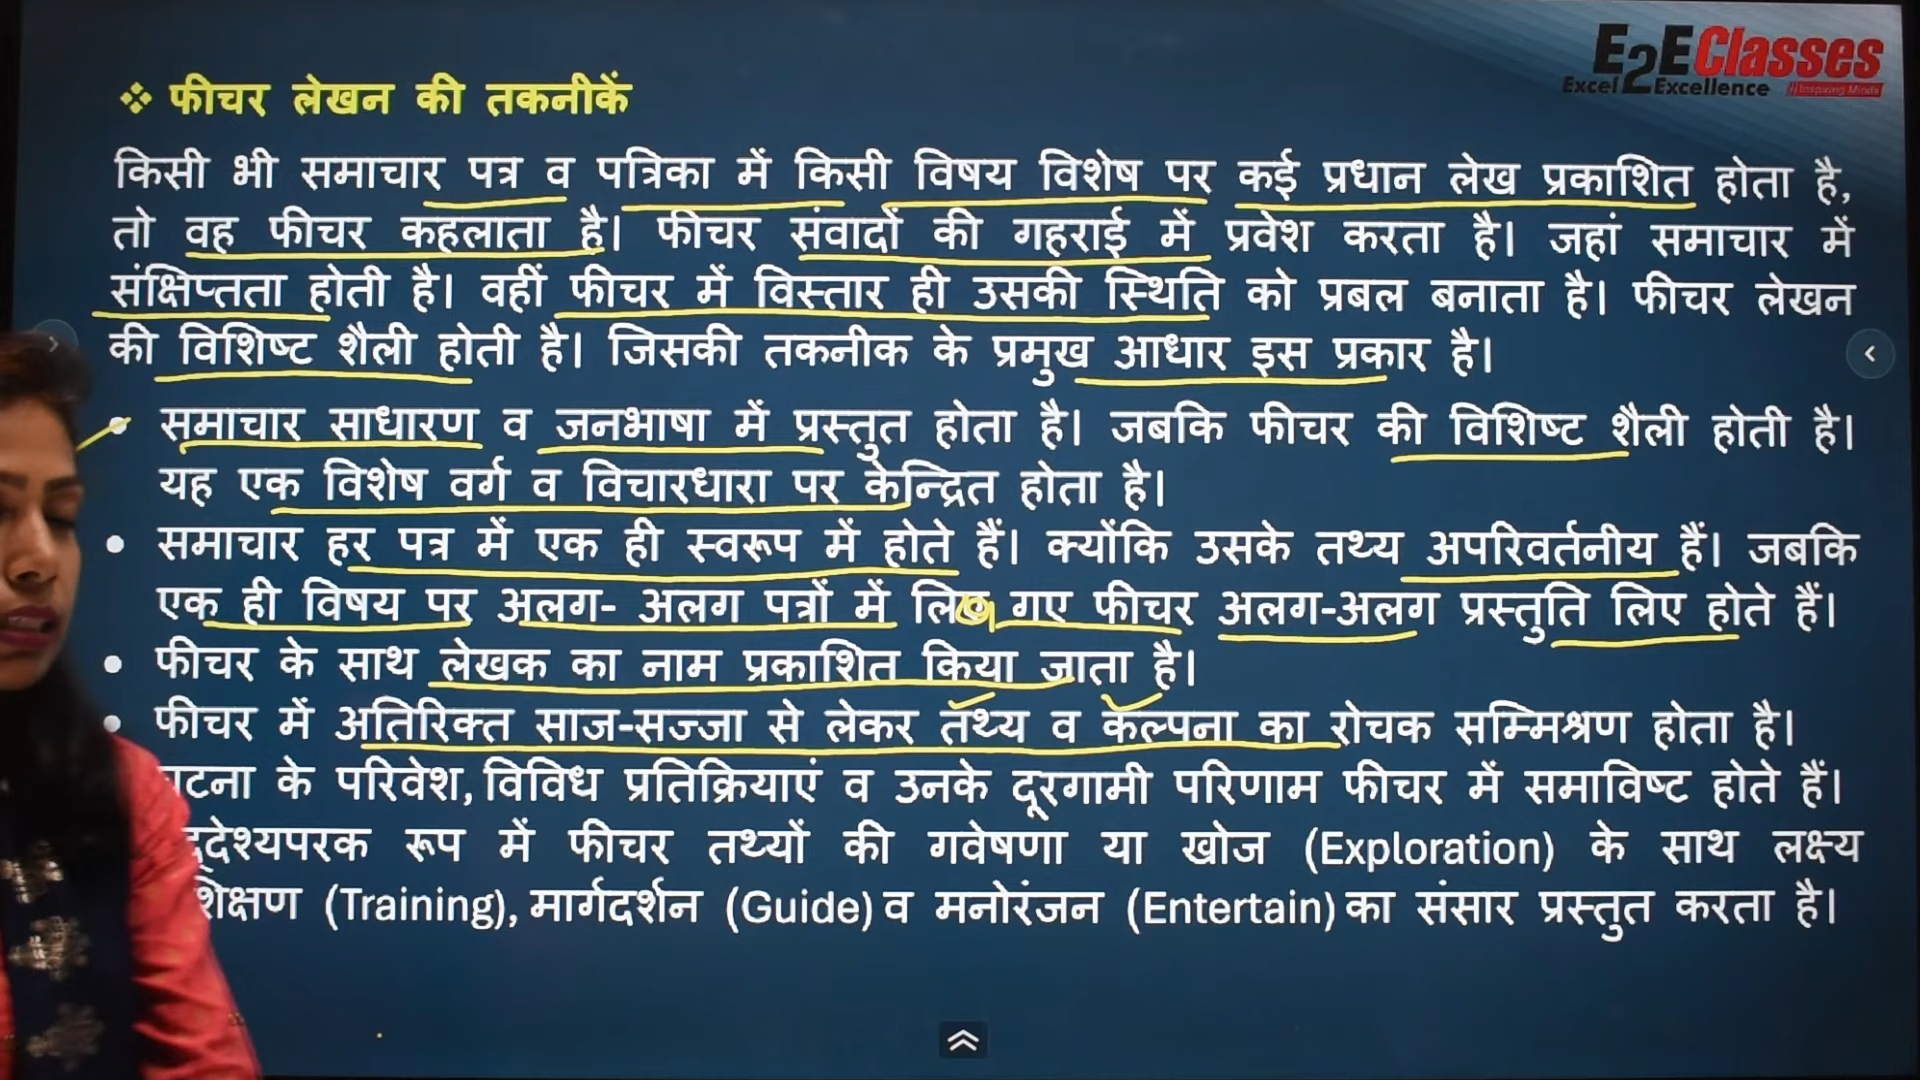 E2E Classes
Excel 2 Excellence Inspiring Minds
❖ फीचर लेखन की तकनीकें
किसी भी समाचार पत्र व पत्रिका में किसी विषय विशेष पर कई प्रधान लेख प्रकाशित होता है,
तो वह फीचर कहलाता है। फीचर संवादों की गहराई में प्रवेश करता है। जहां समाचार में
संक्षिप्तता होती है। वहीं फीचर में विस्तार ही उसकी स्थिति को प्रबल बनाता है। फीचर लेखन
की विशिष्ट शैली होती है। जिसकी तकनीक के प्रमुख आधार इस प्रकार है।
• समाचार साधारण व जनभाषा में प्रस्तुत होता है। जबकि फीचर की विशिष्ट शैली होती है।
यह एक विशेष वर्ग व विचारधारा पर केन्द्रित होता है।
• समाचार हर पत्र में एक ही स्वरूप में होते हैं। क्योंकि उसके तथ्य अपरिवर्तनीय हैं। जबकि
एक ही विषय पर अलग- अलग पत्रों में गए फीचर अलग-अलग प्रस्तुति लिए होते हैं।
• फीचर के साथ लेखक का नाम प्रकाशित किया जाता है।
• फीचर में अतिरिक्त साज-सज्जा से लेकर तथ्य व कल्पना का रोचक सम्मिश्रण होता है।
के परिवेश, विविध प्रतिक्रियाएं व उनके दूरगामी परिणाम फीचर में समाविष्ट होते हैं।
रूप में फीचर तथ्यों की गवेषणा या खोज (Exploration) के साथ लक्ष्य
(Training), मार्गदर्शन (Guide) व मनोरंजन (Entertain) का संसार प्रस्तुत करता है।